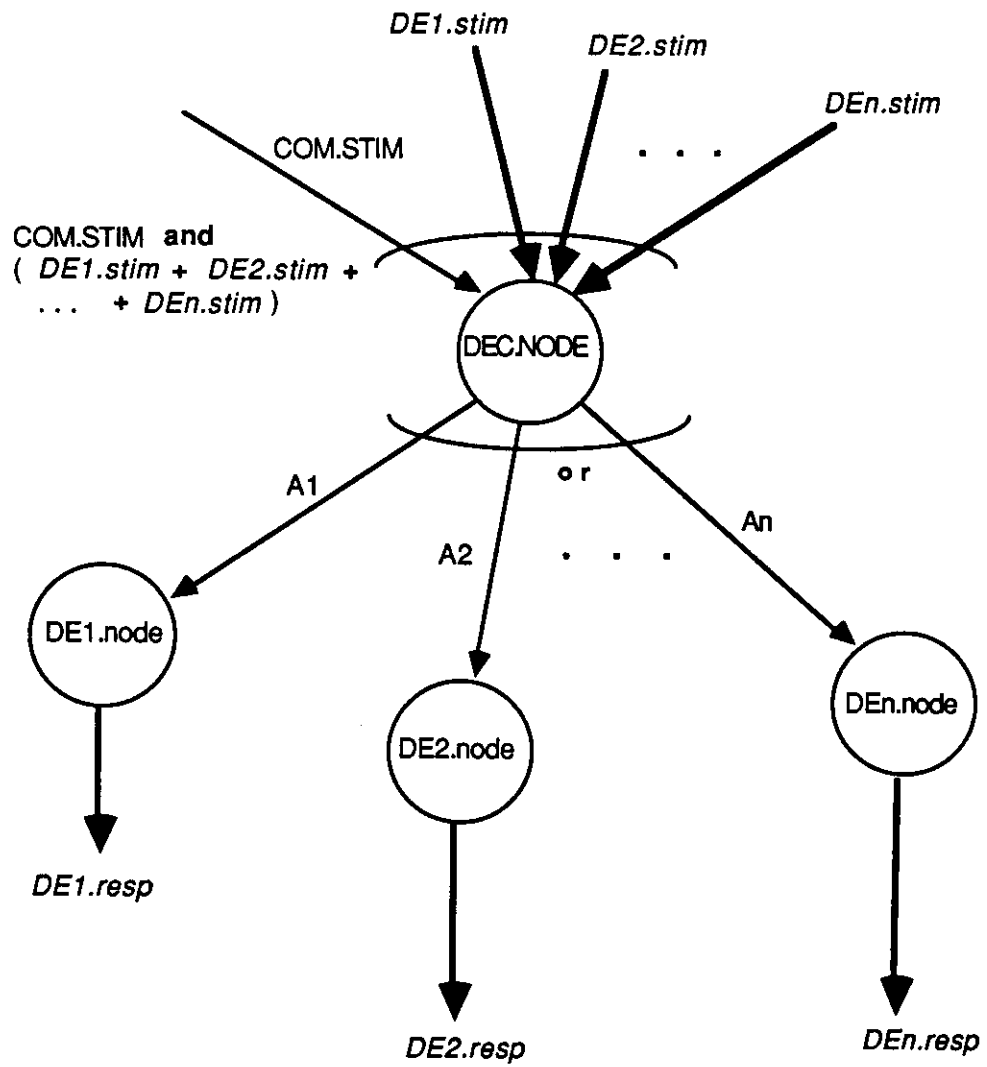 DE1.stim
DE2.stim
DEn.stim
COM.STIM
. . .
COM.STIM and
( DE1.stim + DE2.stim +
... + DEn.stim )
DEC.NODE
or
A1
A2
. . .
An
DE1.node
DE2.node
DEn.node
DE1.resp
DE2.resp
DEn.resp